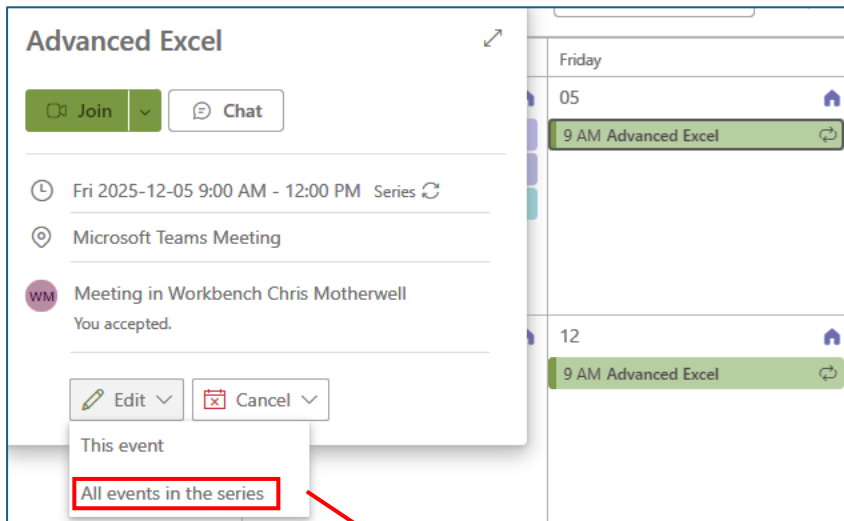 Advanced Excel
Join
Chat
Fri 2025-12-05 9:00 AM - 12:00 PM Series
Microsoft Teams Meeting
WM
Meeting in Workbench Chris Motherwell
You accepted.
Edit
Cancel
This event
All events in the series
Friday
05
9 AM Advanced Excel
12
9 AM Advanced Excel